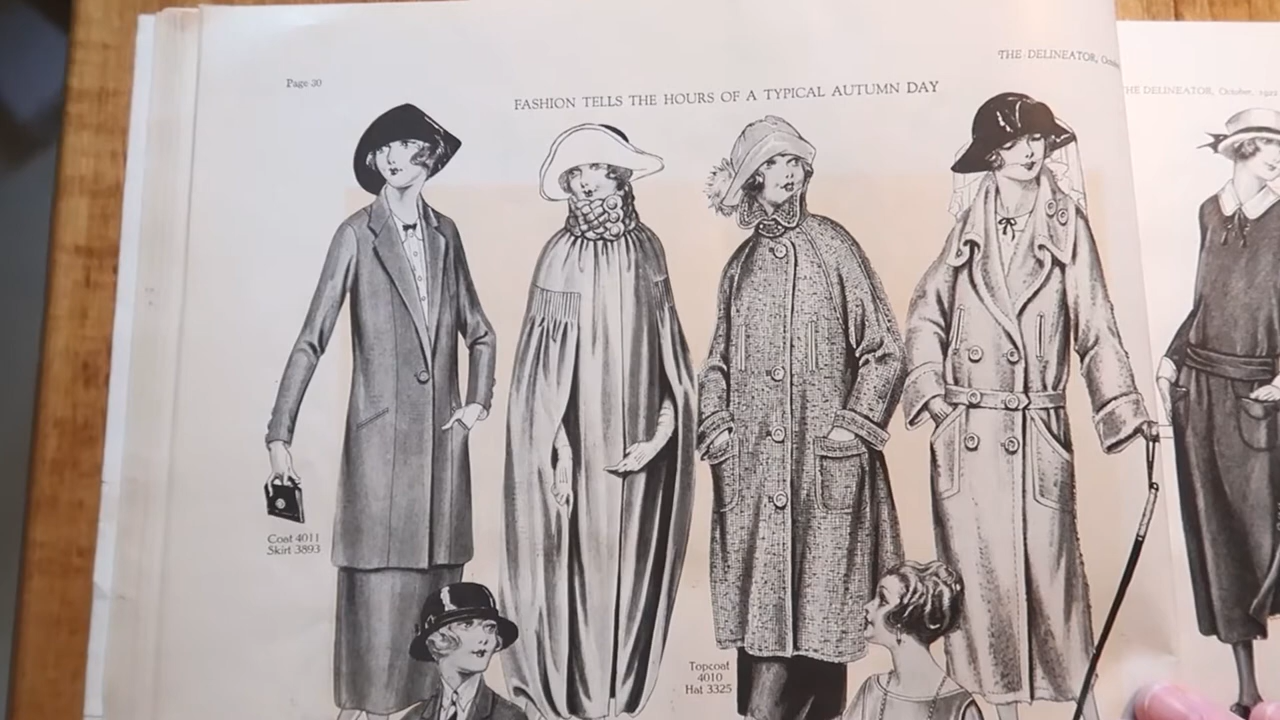 Page 30
THE DELINEATOR,
FASHION TELLS THE HOURS OF A TYPICAL AUTUMN DAY
Coat 4011
Skirt 3893
Topcoat
4010
Hat 3325
THE DELINEATOR, October, 1922